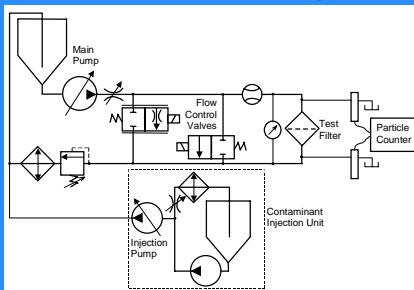 Main
Pump
Flow
Control
Valves
Test
Filter
Particle
Counter
Injection
Pump
Contaminant
Injection Unit